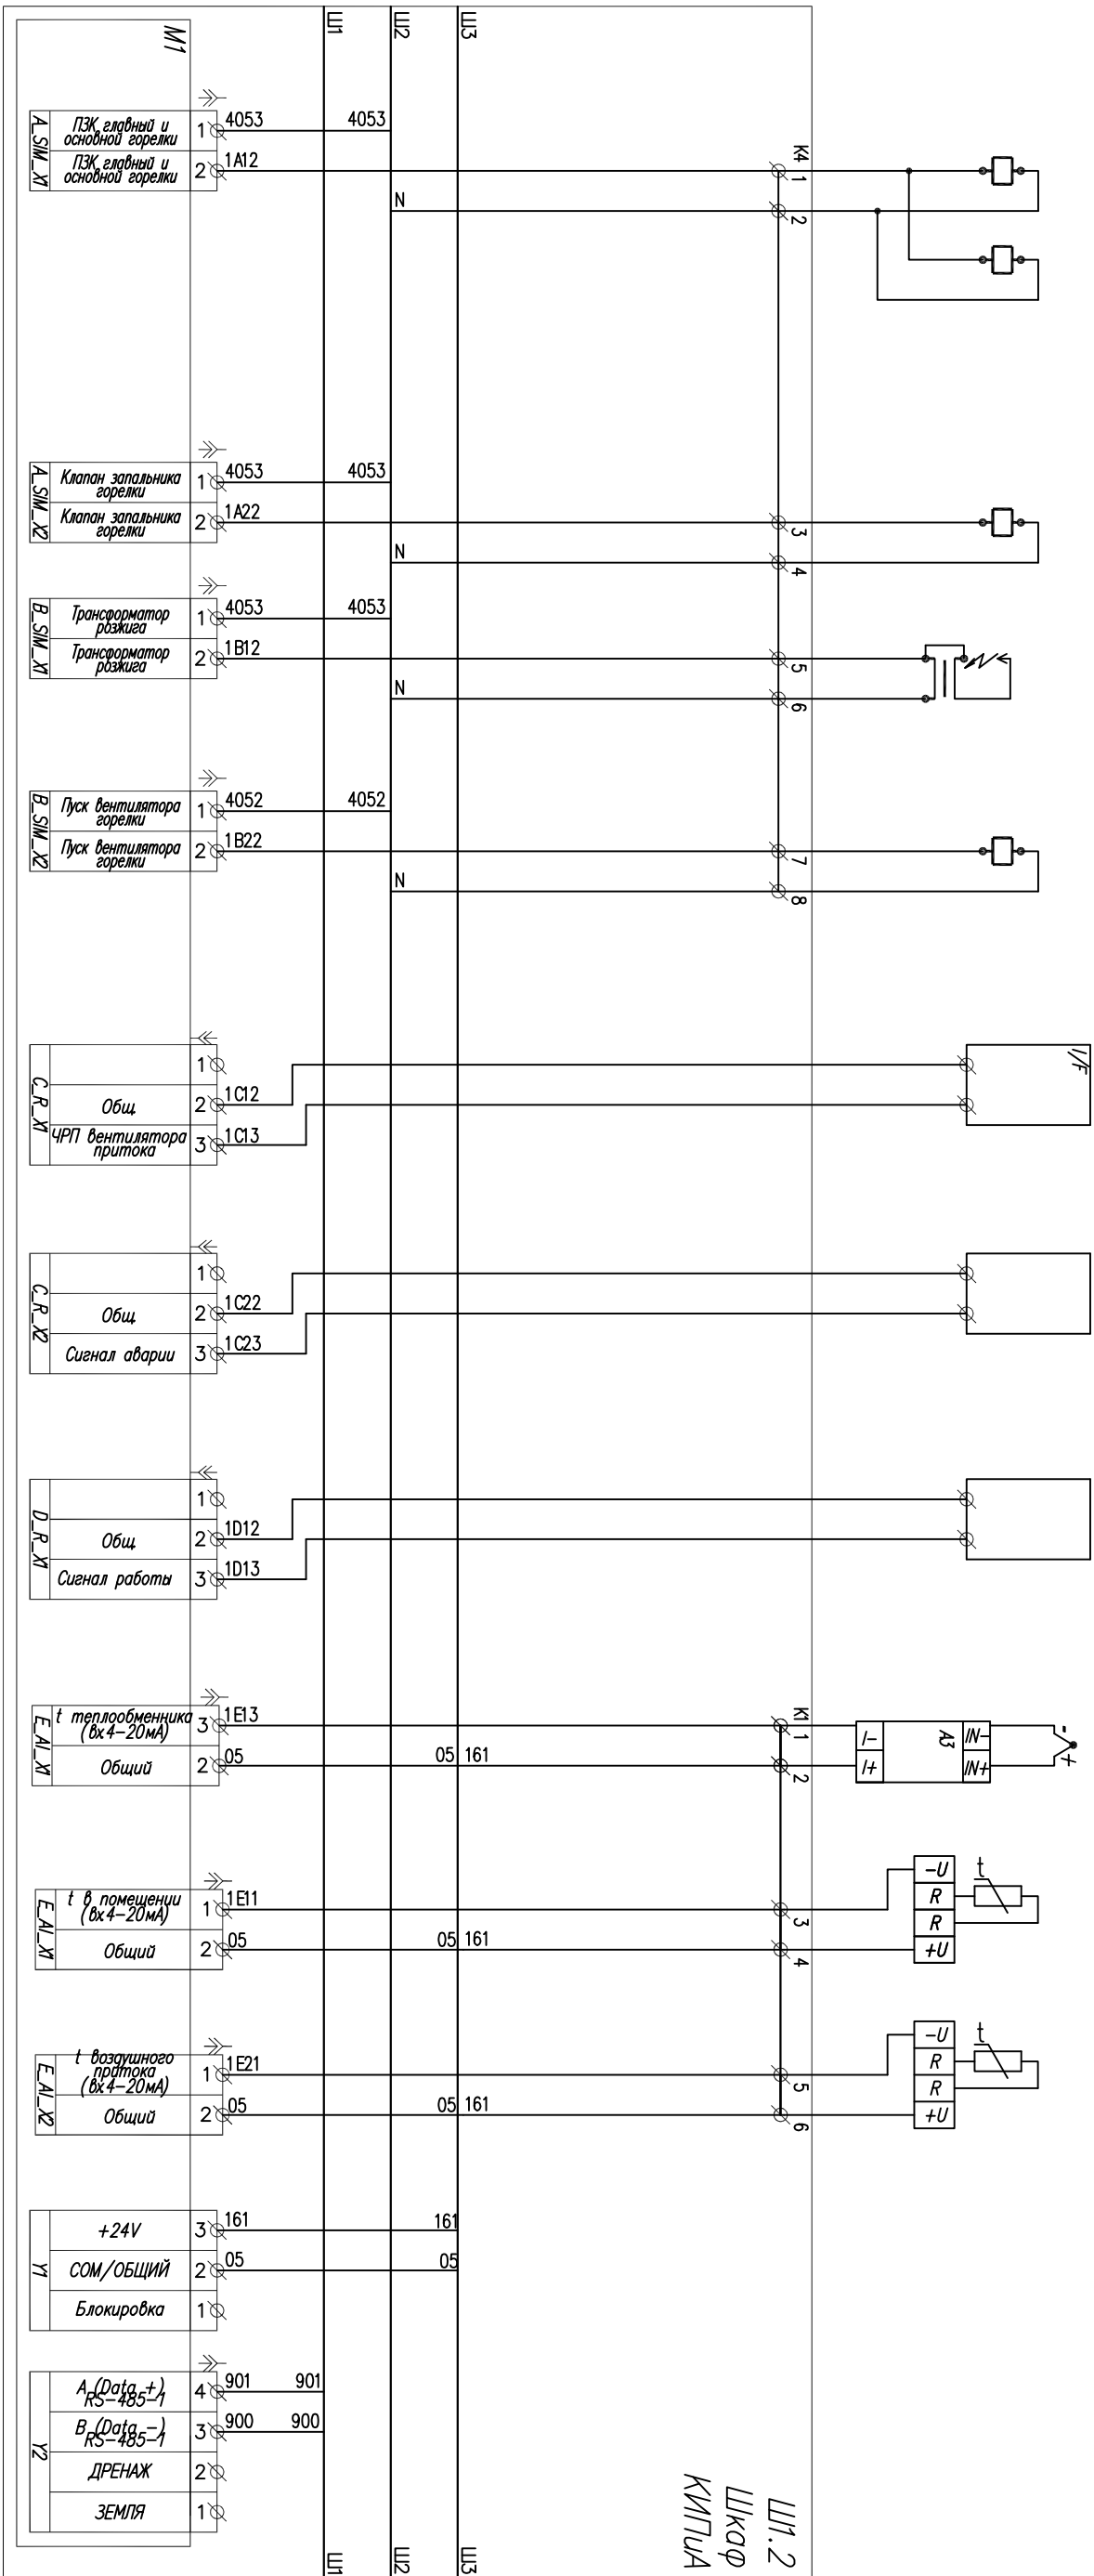 Ш1
Ш2
Ш3
М1
A_SIM_X1
ПЗК главный и
основной горелки
1
4053
4053
ПЗК главный и
основной горелки
2
1A12
K4
1
N
2
A_SIM_X2
Клапан запальника
горелки
1
4053
4053
Клапан запальника
горелки
2
1A22
3
N
4
B_SIM_X1
Трансформатор
розжига
1
4053
4053
Трансформатор
розжига
2
1B12
5
N
6
B_SIM_X2
Пуск вентилятора
горелки
1
4052
4052
Пуск вентилятора
горелки
2
1B22
7
N
8
C_R_X1
1
Общ.
2
1C12
ЧРП вентилятора
притока
3
1C13
I/F
C_R_X2
1
Общ.
2
1C22
Сигнал аварии
3
1C23
D_R_X1
1
Общ.
2
1D12
Сигнал работы
3
1D13
E_AI_X1
t теплообменника
(вх.4-20мА)
3
1E13
K1
1
I-
A3
IN-
-
Общий
2
05
05
161
2
I+
IN+
+
E_AI_X1
t в помещении
(вх.4-20мА)
1
1E11
3
Общий
2
05
05
161
4
-U
R
R
+U
t
E_AI_X2
t воздушного
пратока
(вх.4-20мА)
1
1E21
5
Общий
2
05
05
161
6
-U
R
R
+U
t
Y1
+24V
3
161
161
COM/ОБЩИЙ
2
05
05
Блокировка
1
Y2
A (Data +)
RS-485-1
4
901
901
B (Data -)
RS-485-1
3
900
900
ДРЕНАЖ
2
ЗЕМЛЯ
1
Ш1.2
Шкаф
КИПиА
Ш1
Ш2
Ш3